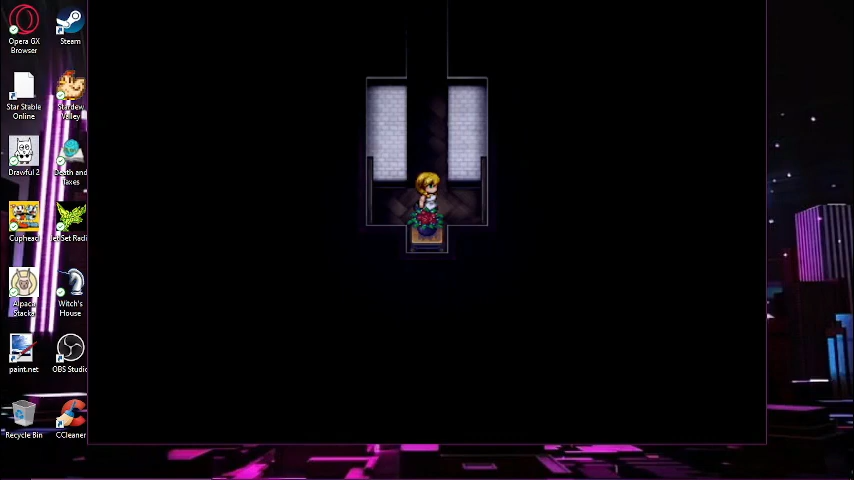 Opera GX
Browser
Steam
Star Stable
Online
Stardew
Valley
Drawful 2
Death and
Taxes
Cuphead
Jet Set Radi
Alpaca
Stacka
Witch's
House
paint.net
OBS Studio
Recycle Bin
CCleaner